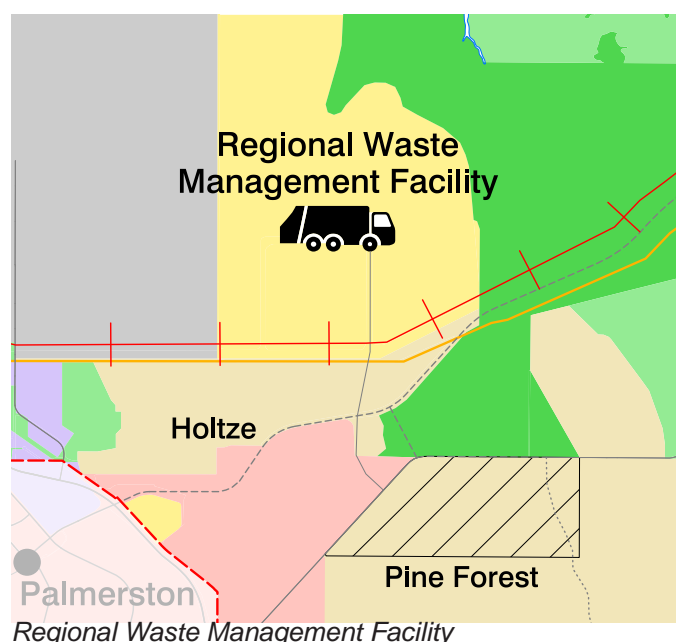 Regional Waste
Management Facility
Holtze
Pine Forest
Palmerston
Regional Waste Management Facility